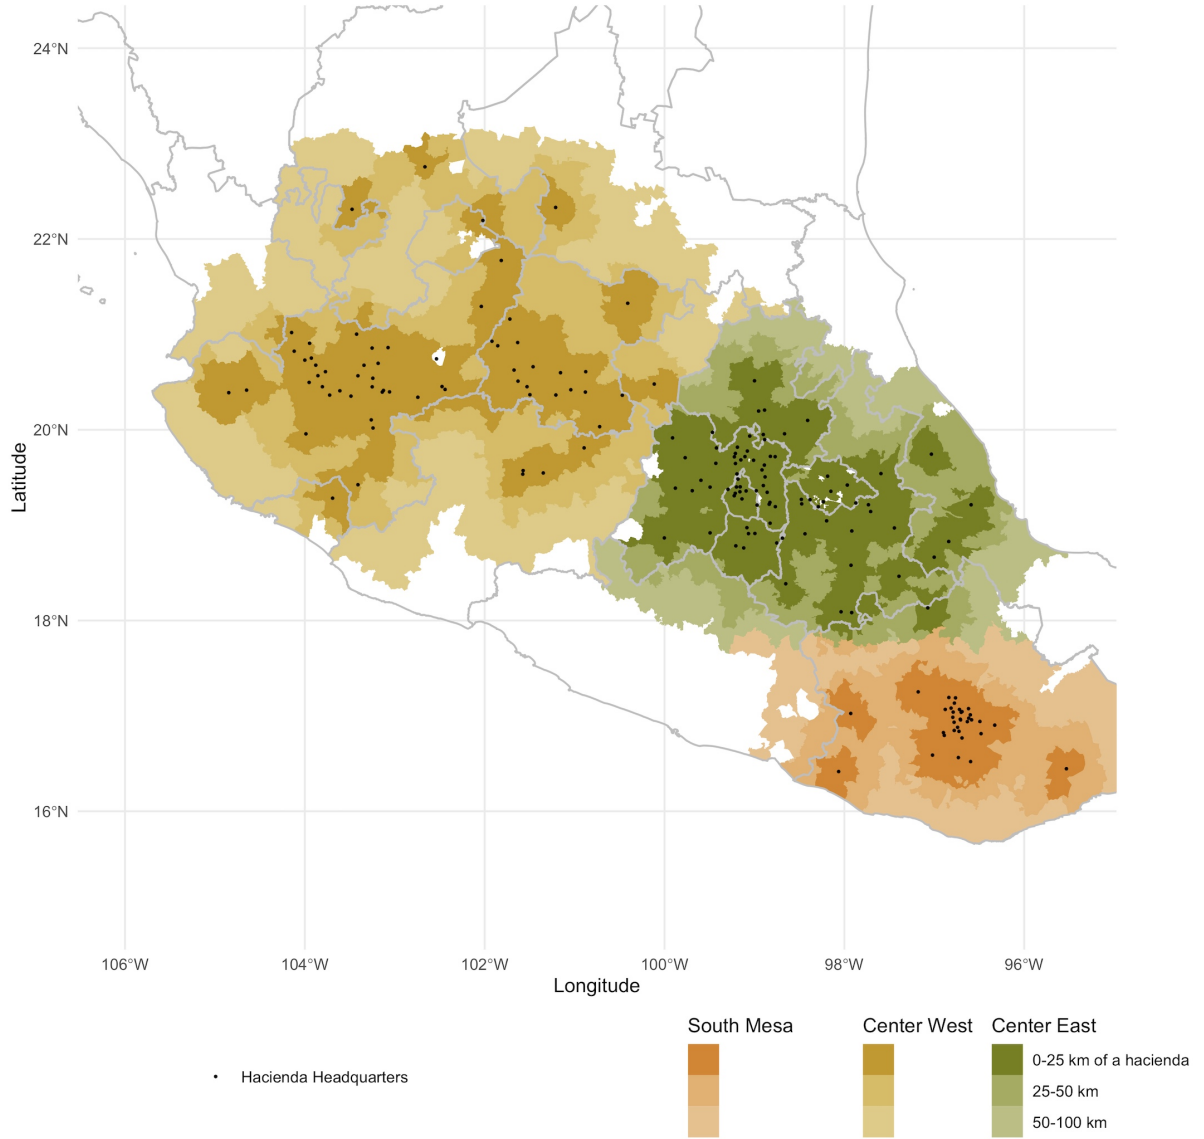 24°N
22°N
20°N
18°N
16°N
Latitude
106°W 104°W 102°W 100°W 98°W 96°W
Longitude
South Mesa Center West Center East
0-25 km of a hacienda
Hacienda Headquarters
25-50 km
50-100 km